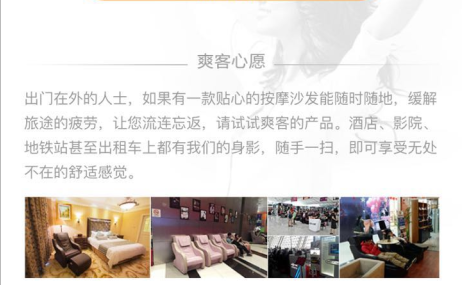 爽客心愿
出门在外的人士，如果有一款贴心的按摩沙发能随时随地，缓解
旅途的疲劳，让您流连忘返，请试试爽客的产品。酒店、影院、
地铁站甚至出租车上都有我们的身影，随手一扫，即可享受无处
不在的舒适感觉。